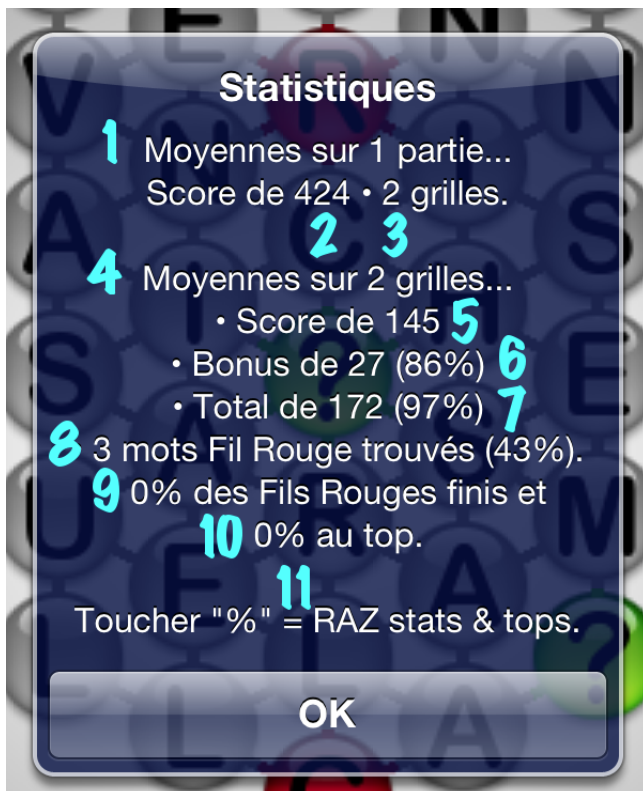 Statistiques
1 Moyennes sur 1 partie...
Score de 424 • 2 grilles.
2 3
4 Moyennes sur 2 grilles...
• Score de 145 5
• Bonus de 27 (86%) 6
• Total de 172 (97%) 7
8 3 mots Fil Rouge trouvés (43%).
9 0% des Fils Rouges finis et
10 0% au top.
11
Toucher "%" = RAZ stats & tops.
OK